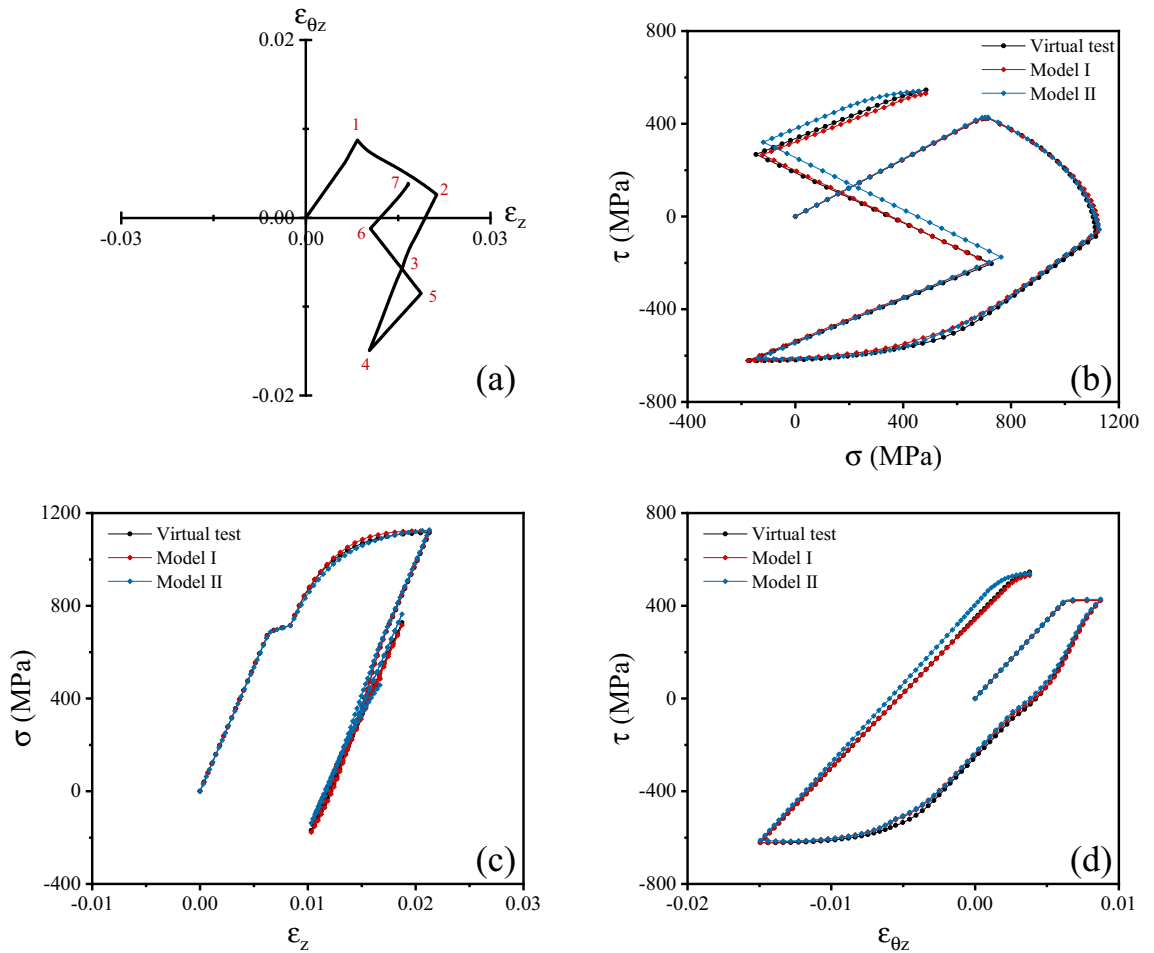 ε_θz
0.02
1
7
2
0.00
-0.03
0.00
0.03
ε_z
6
3
5
4
-0.02
(a)
800
Virtual test
Model I
Model II
400
0
τ (MPa)
-400
-800
-400
0
400
800
1200
σ (MPa)
(b)
1200
Virtual test
Model I
Model II
800
400
σ (MPa)
0
-400
-0.01
0.00
0.01
0.02
0.03
ε_z
(c)
800
Virtual test
Model I
Model II
400
0
τ (MPa)
-400
-800
-0.02
-0.01
0.00
0.01
ε_θz
(d)